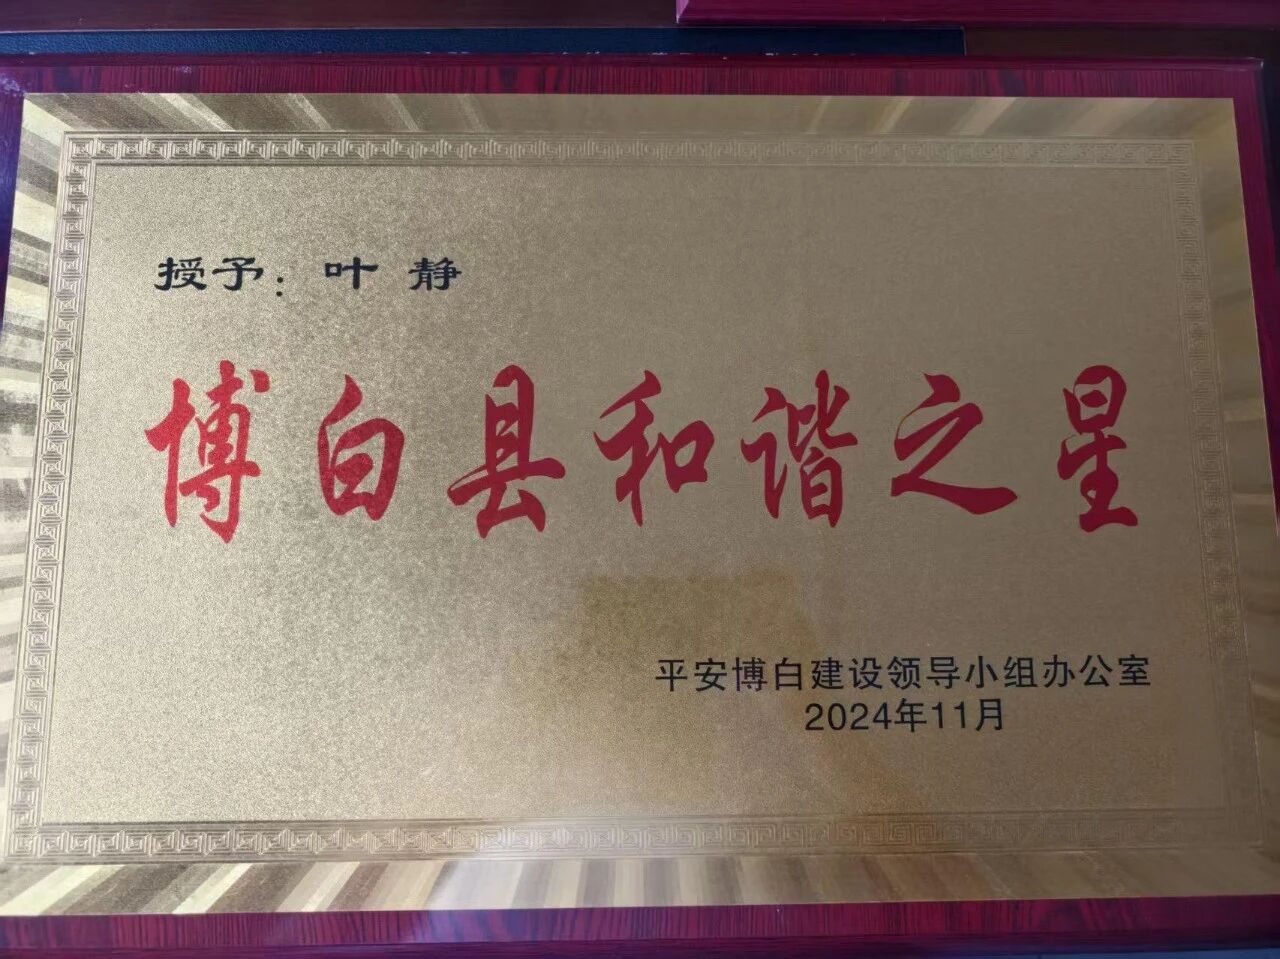 授予：叶 静
博白县和谐之星
平安博白建设领导小组办公室
2024年11月